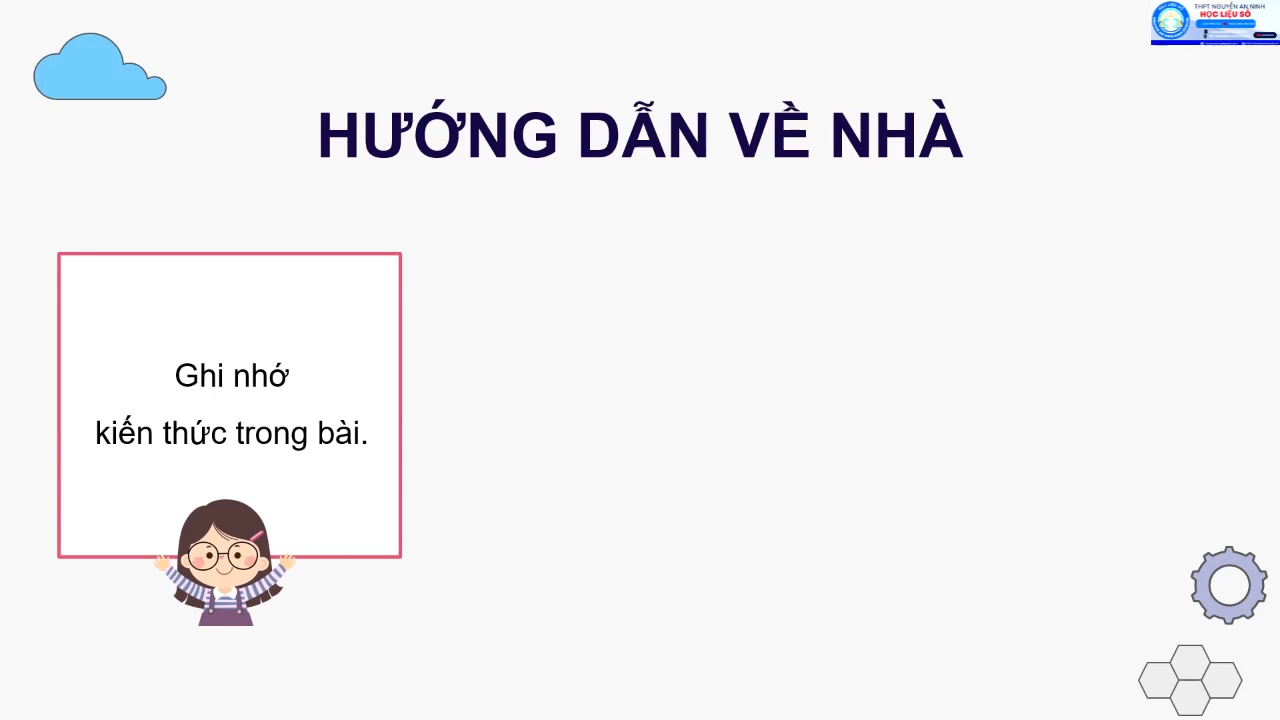 THPT NGUYỄN AN NINH
HỌC LIỆU SỐ
HƯỚNG DẪN VỀ NHÀ
Ghi nhớ
kiến thức trong bài.